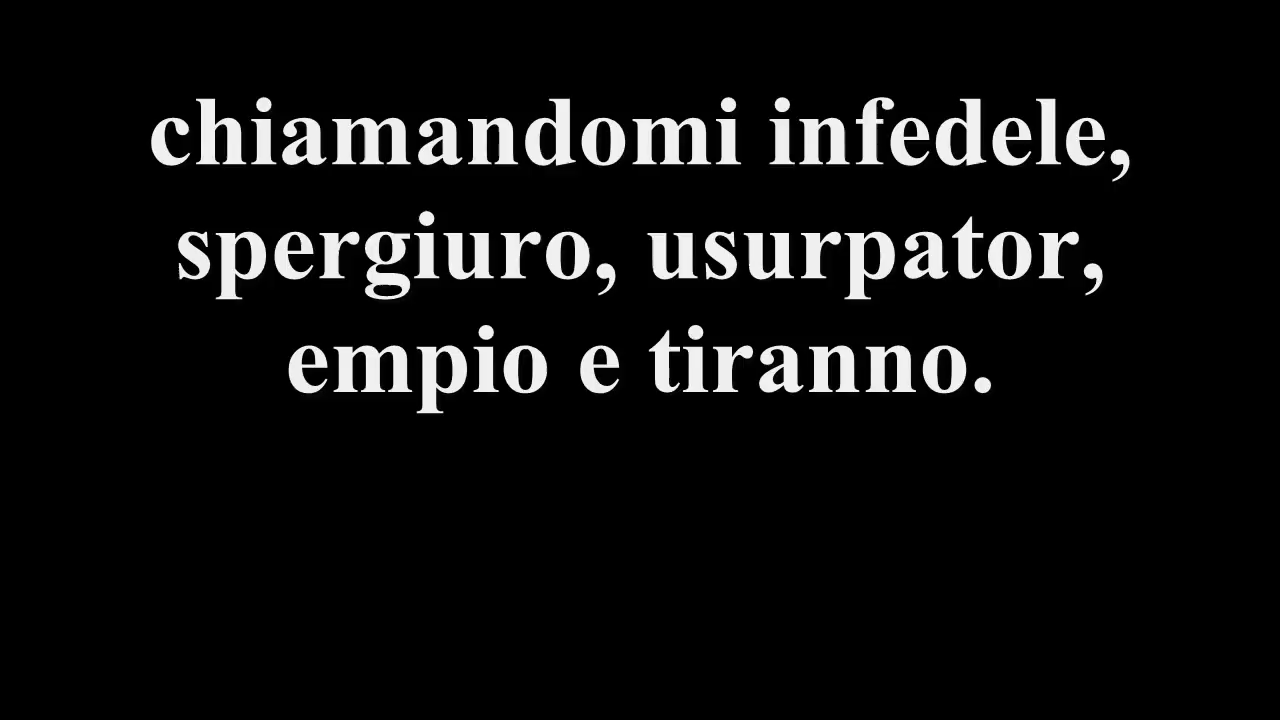 chiamandomi infedele,
spergiuro, usurpator,
empio e tiranno.